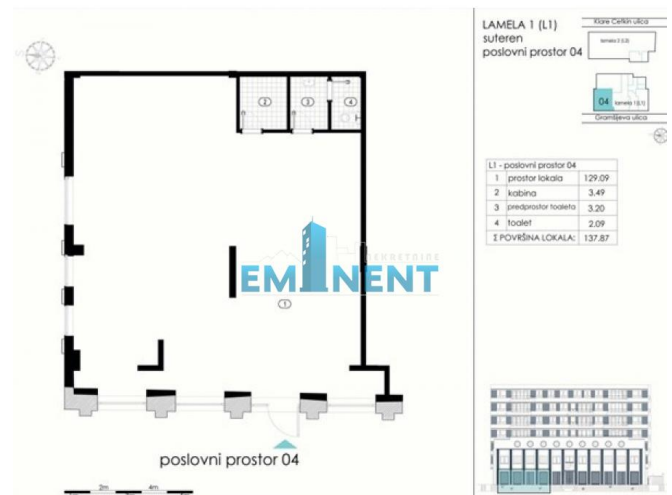 LAMELA 1 (L1)
suteren
poslovni prostor 04
Klare Cetkin ulica
lamela 2 (L2)
04 lamela 1(L1)
Gramšijeva ulica
L1 - poslovni prostor 04
1 prostor lokala 129.09
2 kabina 3.49
3 predprostor toaleta 3.20
4 toalet 2.09
Σ POVRŠINA LOKALA: 137.87
2
3
4
NEKRETNINE
EMINENT
1
poslovni prostor 04
2m 4m